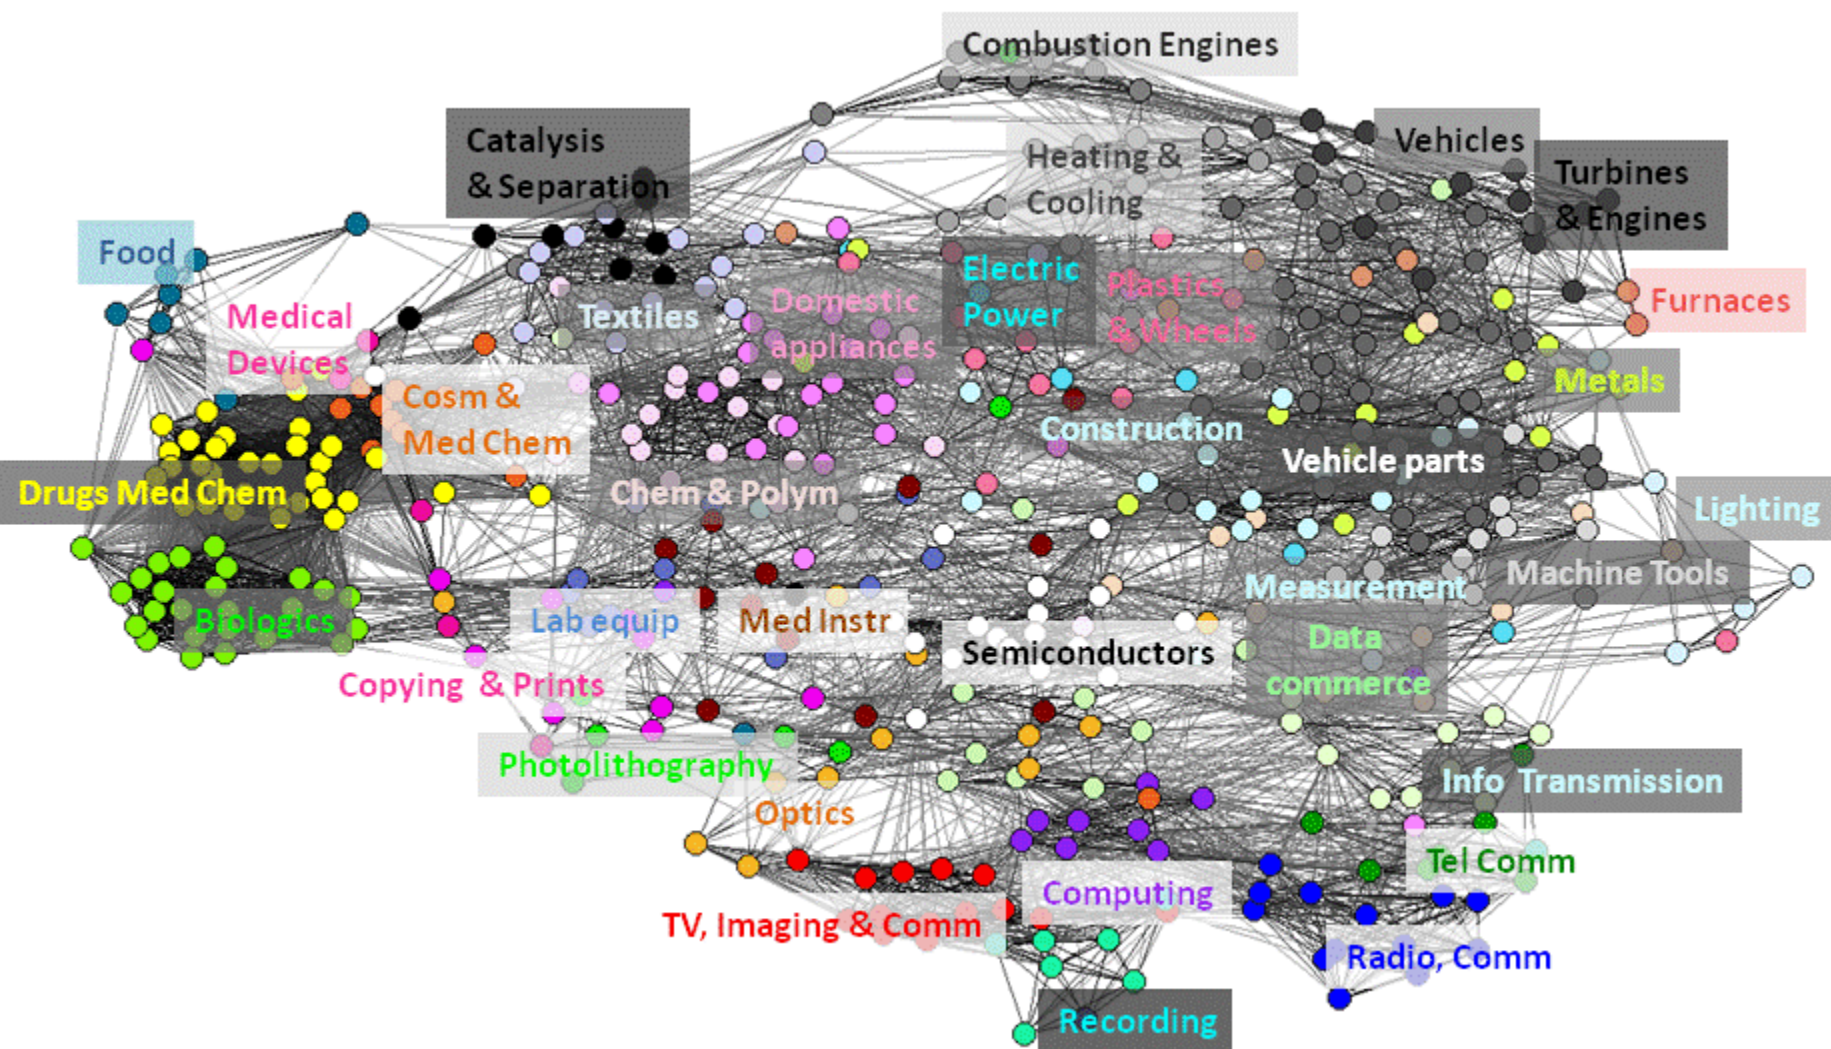 Combustion Engines
Catalysis
& Separation
Heating &
Cooling
Vehicles
Turbines
& Engines
Food
Medical
Devices
Textiles
Domestic
appliances
Electric
Power
Plastics
& Wheels
Furnaces
Metals
Cosm &
Med Chem
Construction
Vehicle parts
Drugs Med Chem
Chem & Polym
Lighting
Biologics
Lab equip
Med Instr
Measurement
Machine Tools
Semiconductors
Data
commerce
Copying & Prints
Photolithography
Info Transmission
Optics
Tel Comm
Computing
TV, Imaging & Comm
Radio, Comm
Recording